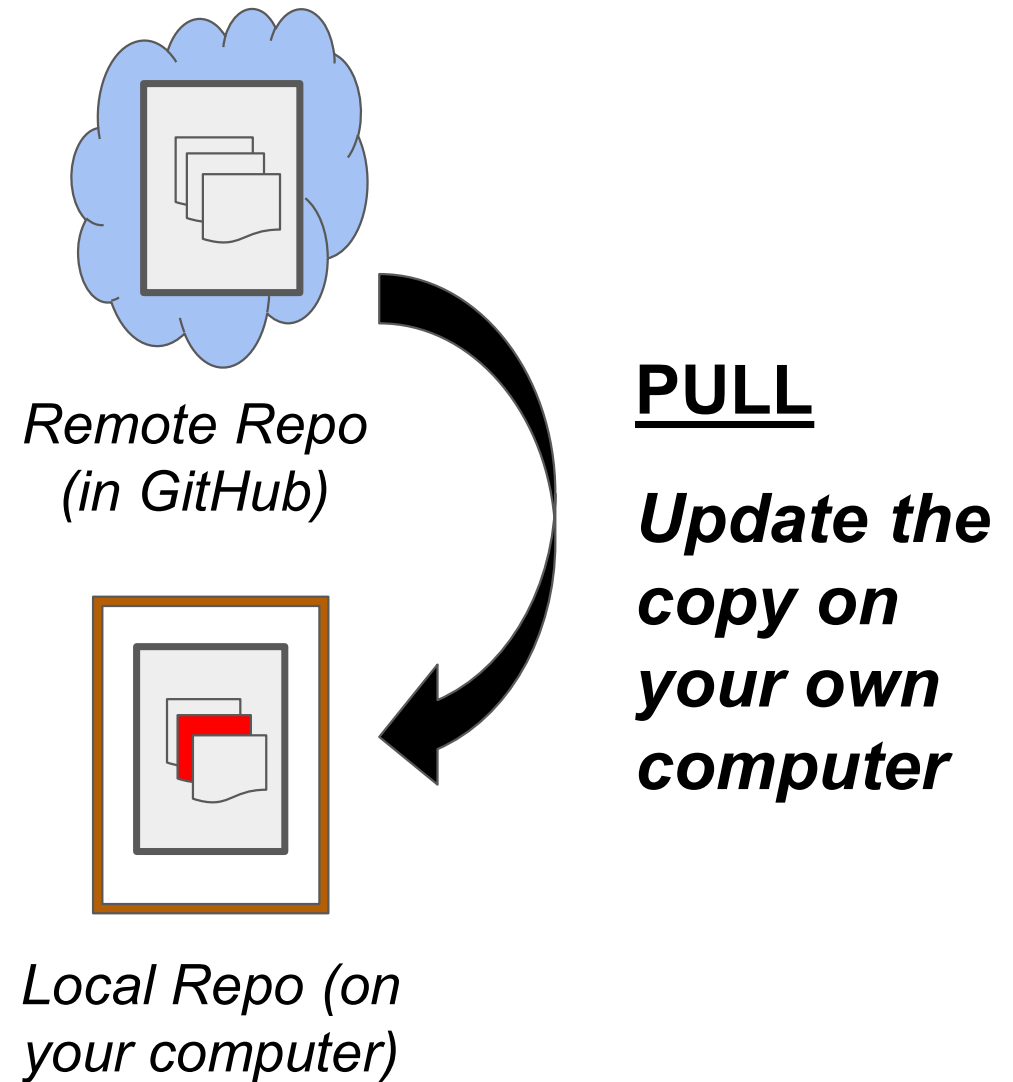 Remote Repo
(in GitHub)
PULL
Update the
copy on
your own
computer
Local Repo (on
your computer)